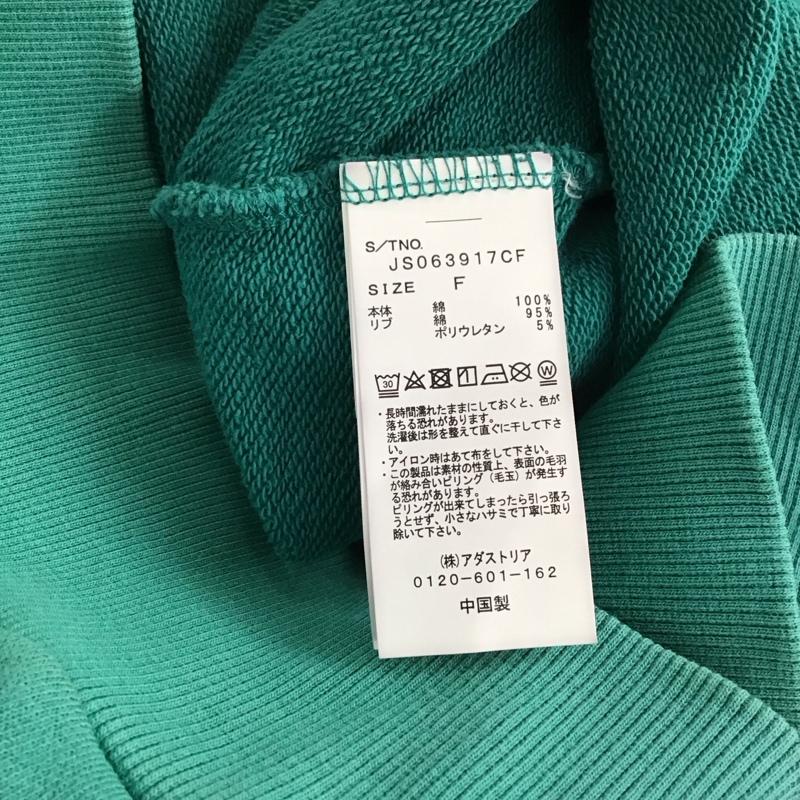 S/TNO.
JS063917CF
SIZE F
本体 綿 100%
リブ 綿 95%
ポリウレタン 5%
30 W
・長時間濡れたままにしておくと、色が
落ちる恐れがあります。
洗濯後は形を整えて直ぐに干して下さ
い。
・アイロン時はあて布をして下さい。
・この製品は素材の性質上、表面の毛羽
が絡み合いピリング(毛玉)が発生す
る恐れがあります。
ピリングが出来てしまったら引っ張ろ
うとせず、小さなハサミで丁寧に取り
除いて下さい。
(株)アダストリア
0120-601-162
中国製